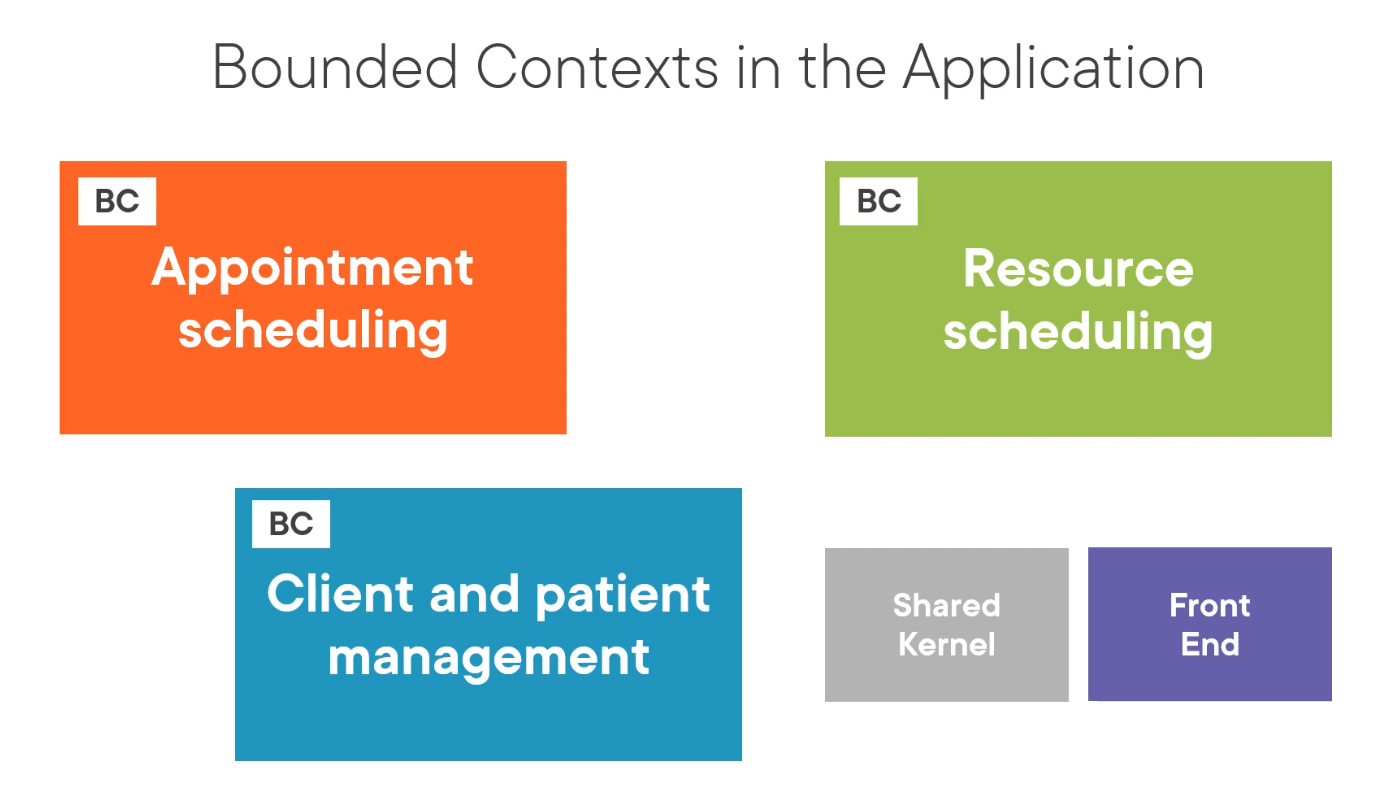 Bounded Contexts in the Application
BC
Appointment
scheduling
BC
Resource
scheduling
BC
Client and patient
management
Shared
Kernel
Front
End